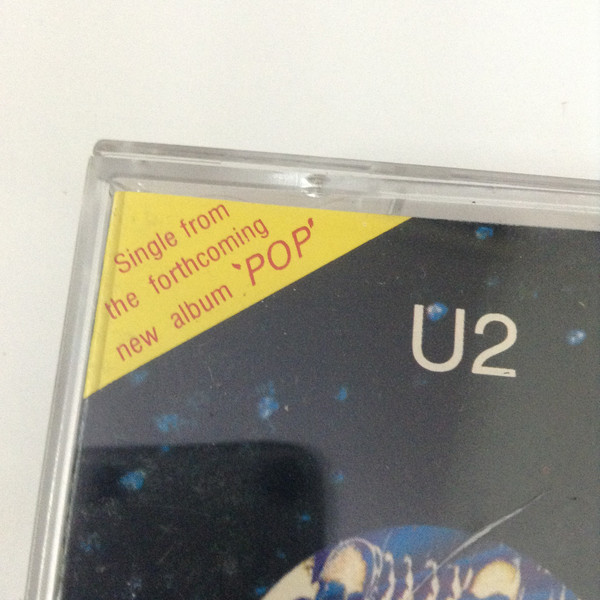 Single from
the forthcoming
new album 'POP'
U2